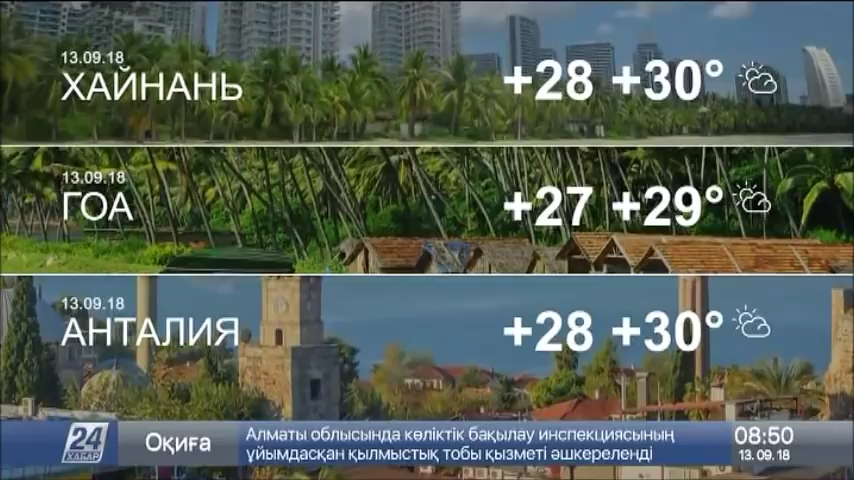 13.09.18
ХАЙНАНЬ
+28 +30°
13.09.18
ГОА
+27 +29°
13.09.18
АНТАЛИЯ
+28 +30°
24
ХАБАР
Оқиға
Алматы облысында көліктік бақылау инспекциясының
ұйымдасқан қылмыстық тобы қызметі әшкереленді
08:50
13.09.18